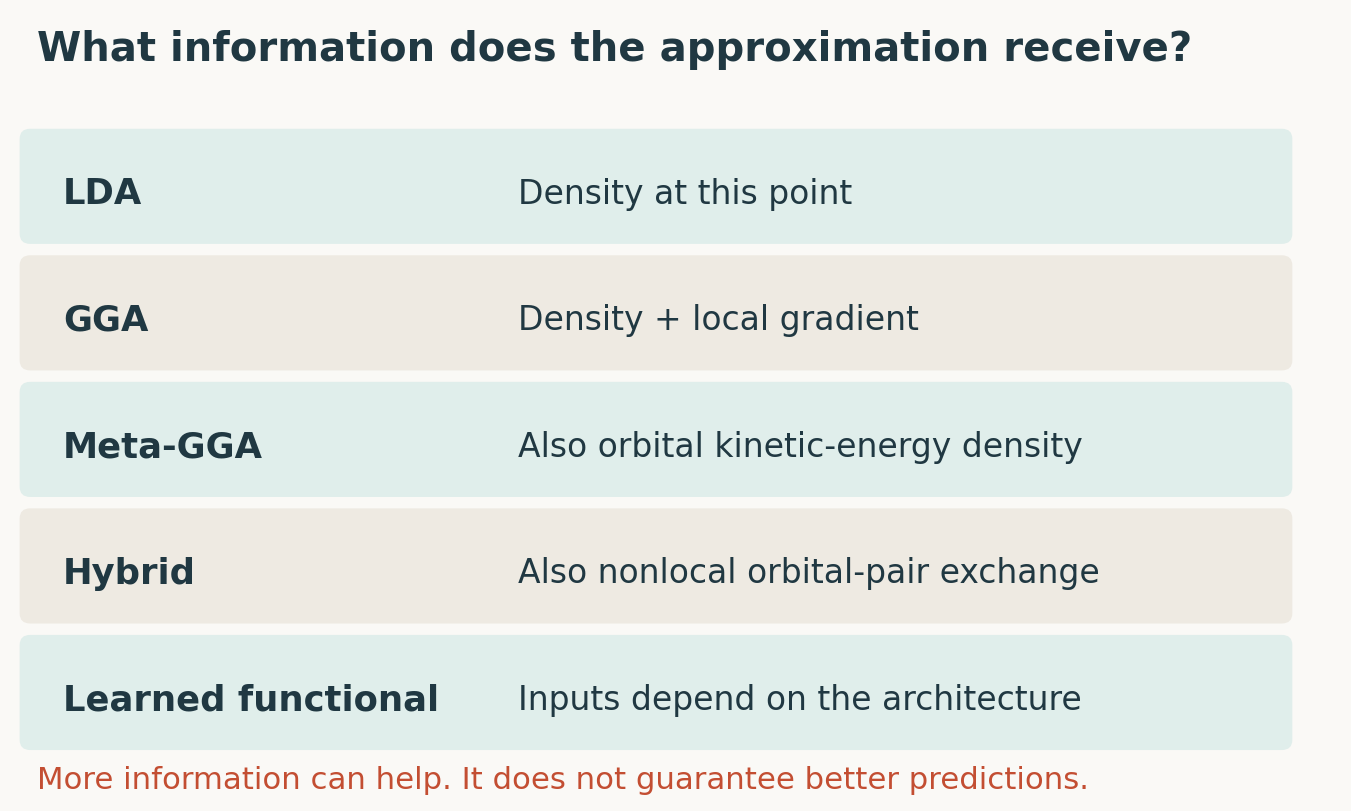 What information does the approximation receive?
LDA Density at this point
GGA Density + local gradient
Meta-GGA Also orbital kinetic-energy density
Hybrid Also nonlocal orbital-pair exchange
Learned functional Inputs depend on the architecture
More information can help. It does not guarantee better predictions.